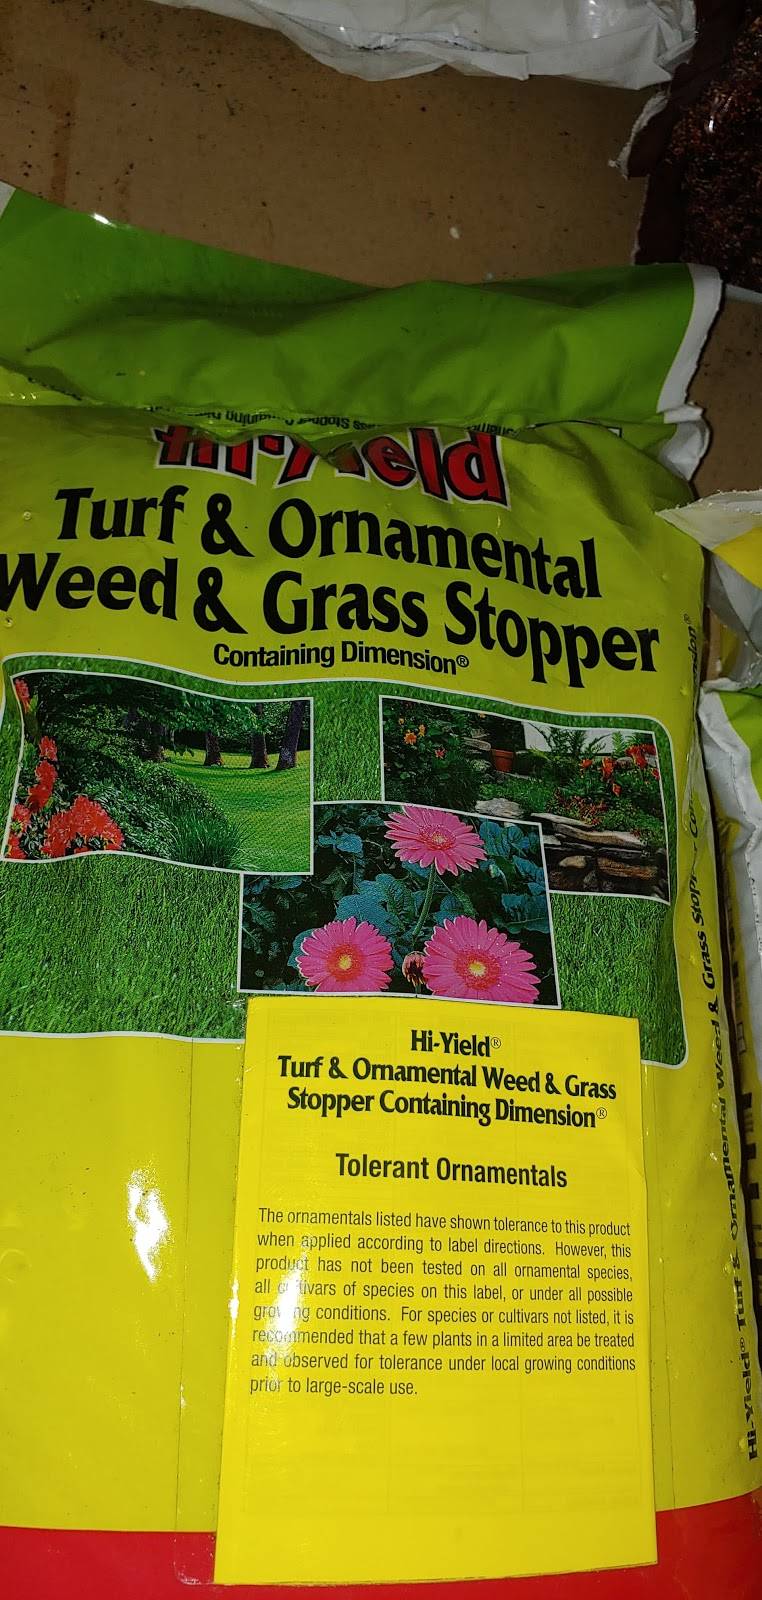 Hi-Yield
Turf & Ornamental
Weed & Grass Stopper
Containing Dimension®
Hi-Yield®
Turf & Ornamental Weed & Grass
Stopper Containing Dimension®
Tolerant Ornamentals
The ornamentals listed have shown tolerance to this product
when applied according to label directions. However, this
product has not been tested on all ornamental species,
all cultivars of species on this label, or under all possible
growing conditions. For species or cultivars not listed, it is
recommended that a few plants in a limited area be treated
and observed for tolerance under local growing conditions
prior to large-scale use.
Hi-Yield® Turf & Ornamental Weed & Grass Stopper